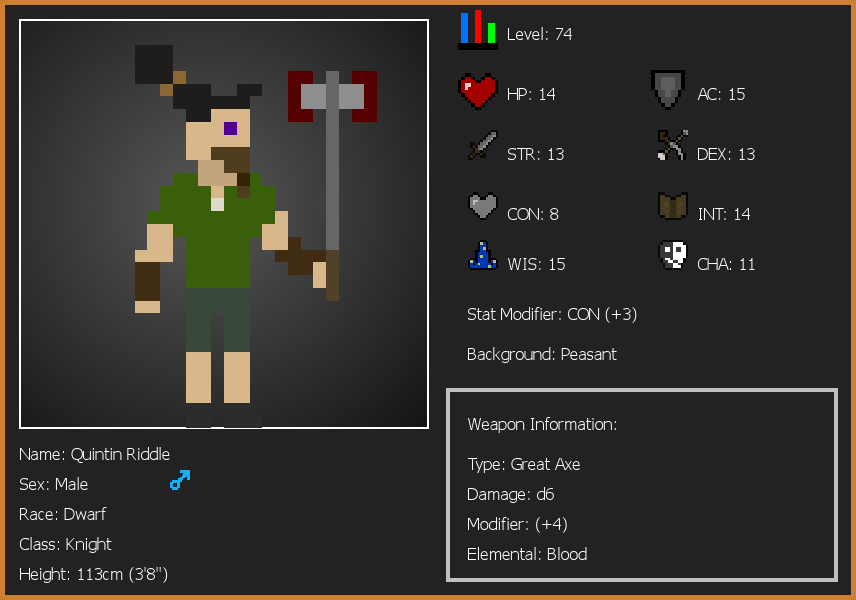 Level: 74
HP: 14
AC: 15
STR: 13
DEX: 13
CON: 8
INT: 14
WIS: 15
CHA: 11
Stat Modifier: CON (+3)
Background: Peasant
Weapon Information:
Type: Great Axe
Damage: d6
Modifier: (+4)
Elemental: Blood
Name: Quintin Riddle
Sex: Male
Race: Dwarf
Class: Knight
Height: 113cm (3'8")